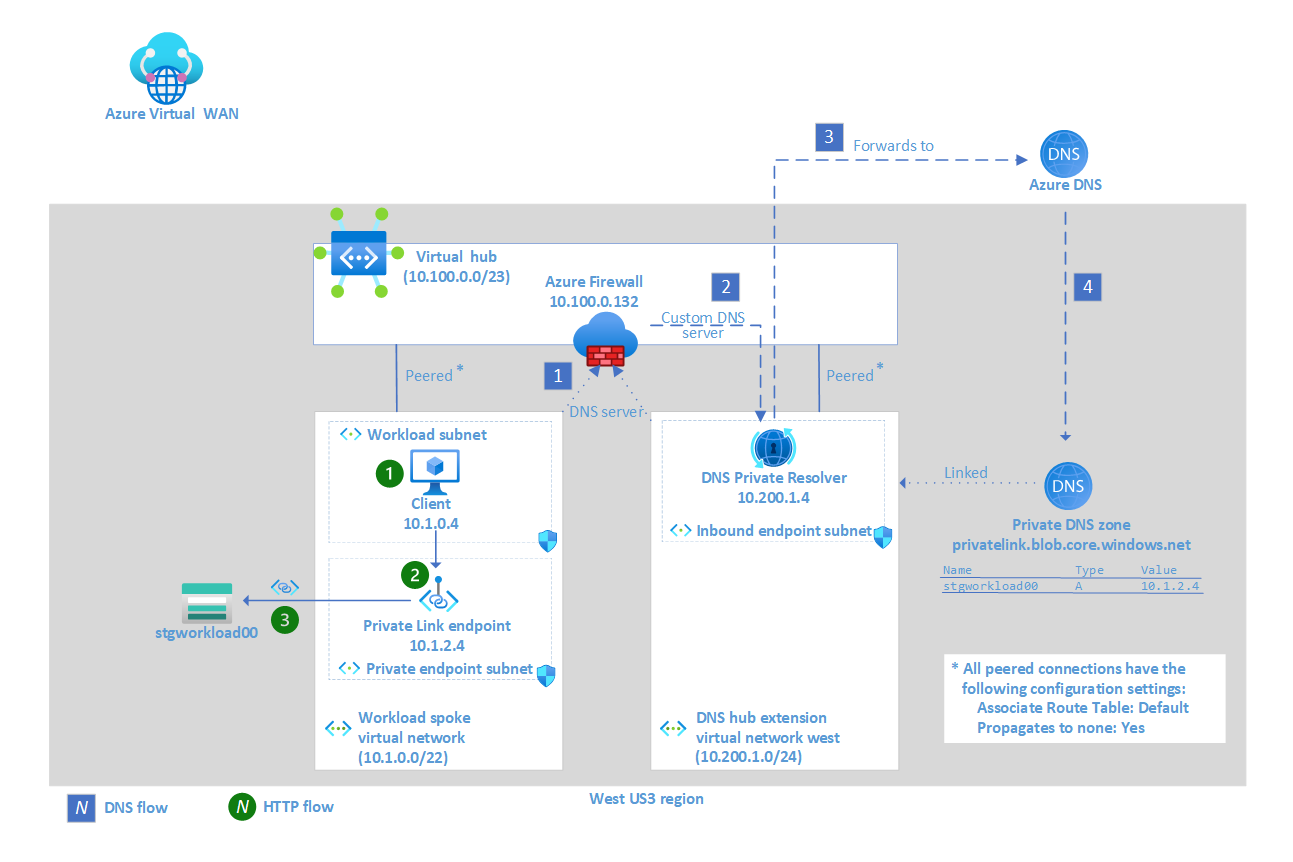 Azure Virtual WAN
3
Forwards to
DNS
Azure DNS
Virtual hub
(10.100.0.0/23)
Azure Firewall
10.100.0.132
2
Custom DNS
server
4
Peered *
1
DNS server
Peered *
Workload subnet
1
Client
10.1.0.4
DNS Private Resolver
10.200.1.4
Inbound endpoint subnet
Linked
DNS
Private DNS zone
privatelink.blob.core.windows.net
Name Type Value
stgworkload00 A 10.1.2.4
2
3
stgworkload00
Private Link endpoint
10.1.2.4
Private endpoint subnet
* All peered connections have the
following configuration settings:
Associate Route Table: Default
Propagates to none: Yes
Workload spoke
virtual network
(10.1.0.0/22)
DNS hub extension
virtual network west
(10.200.1.0/24)
West US3 region
N DNS flow
N HTTP flow